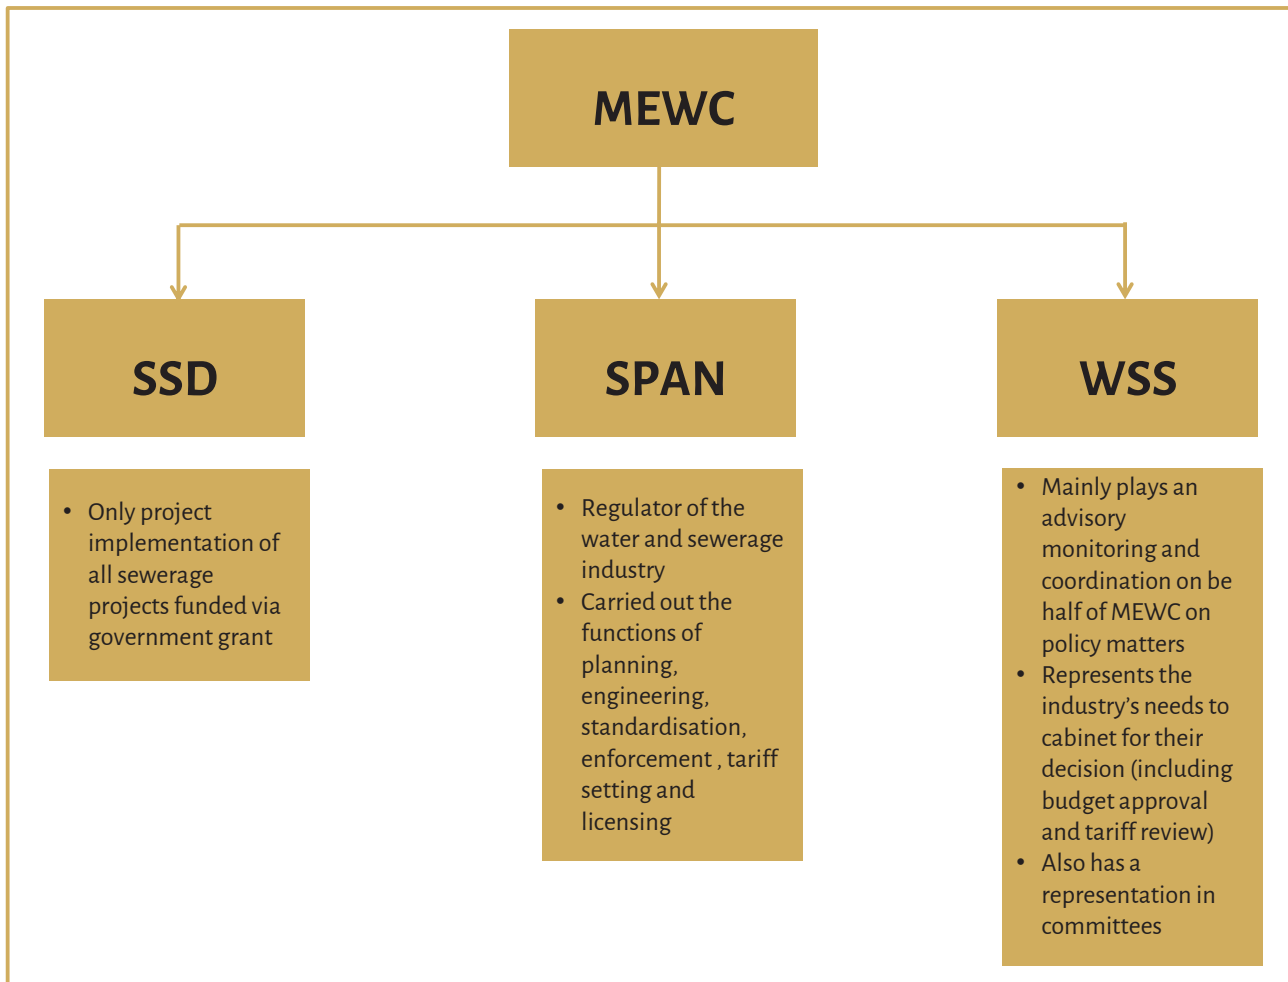 MEWC
SSD
SPAN
WSS
• Only project
implementation of
all sewerage
projects funded via
government grant
• Regulator of the
water and sewerage
industry
• Carried out the
functions of
planning,
engineering,
standardisation,
enforcement , tariff
setting and
licensing
• Mainly plays an
advisory
monitoring and
coordination on be
half of MEWC on
policy matters
• Represents the
industry’s needs to
cabinet for their
decision (including
budget approval
and tariff review)
• Also has a
representation in
committees